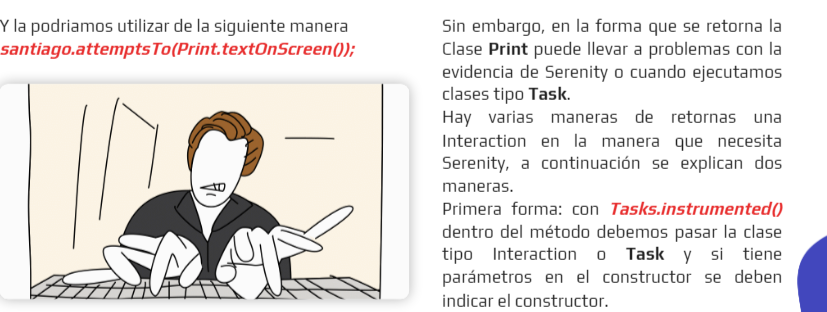 Y la podriamos utilizar de la siguiente manera
santiago.attemptsTo(Print.textOnScreen());
Sin embargo, en la forma que se retorna la
Clase Print puede llevar a problemas con la
evidencia de Serenity o cuando ejecutamos
clases tipo Task.
Hay varias maneras de retornas una
Interaction en la manera que necesita
Serenity, a continuación se explican dos
maneras.
Primera forma: con Tasks.instrumented()
dentro del método debemos pasar la clase
tipo Interaction o Task y si tiene
parámetros en el constructor se deben
indicar el constructor.